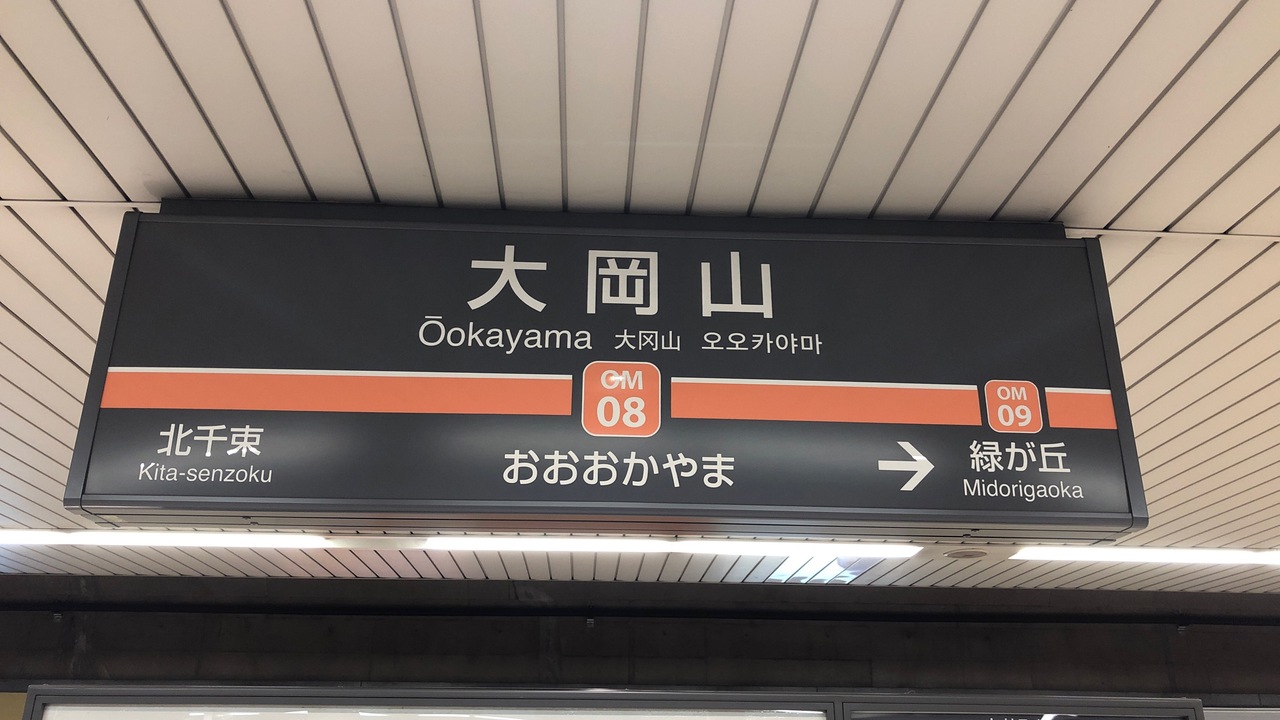 大岡山
Ōokayama 大冈山 오오카야마
OM
08
OM
09
北千束
Kita-senzoku
おおおかやま
→
緑が丘
Midorigaoka